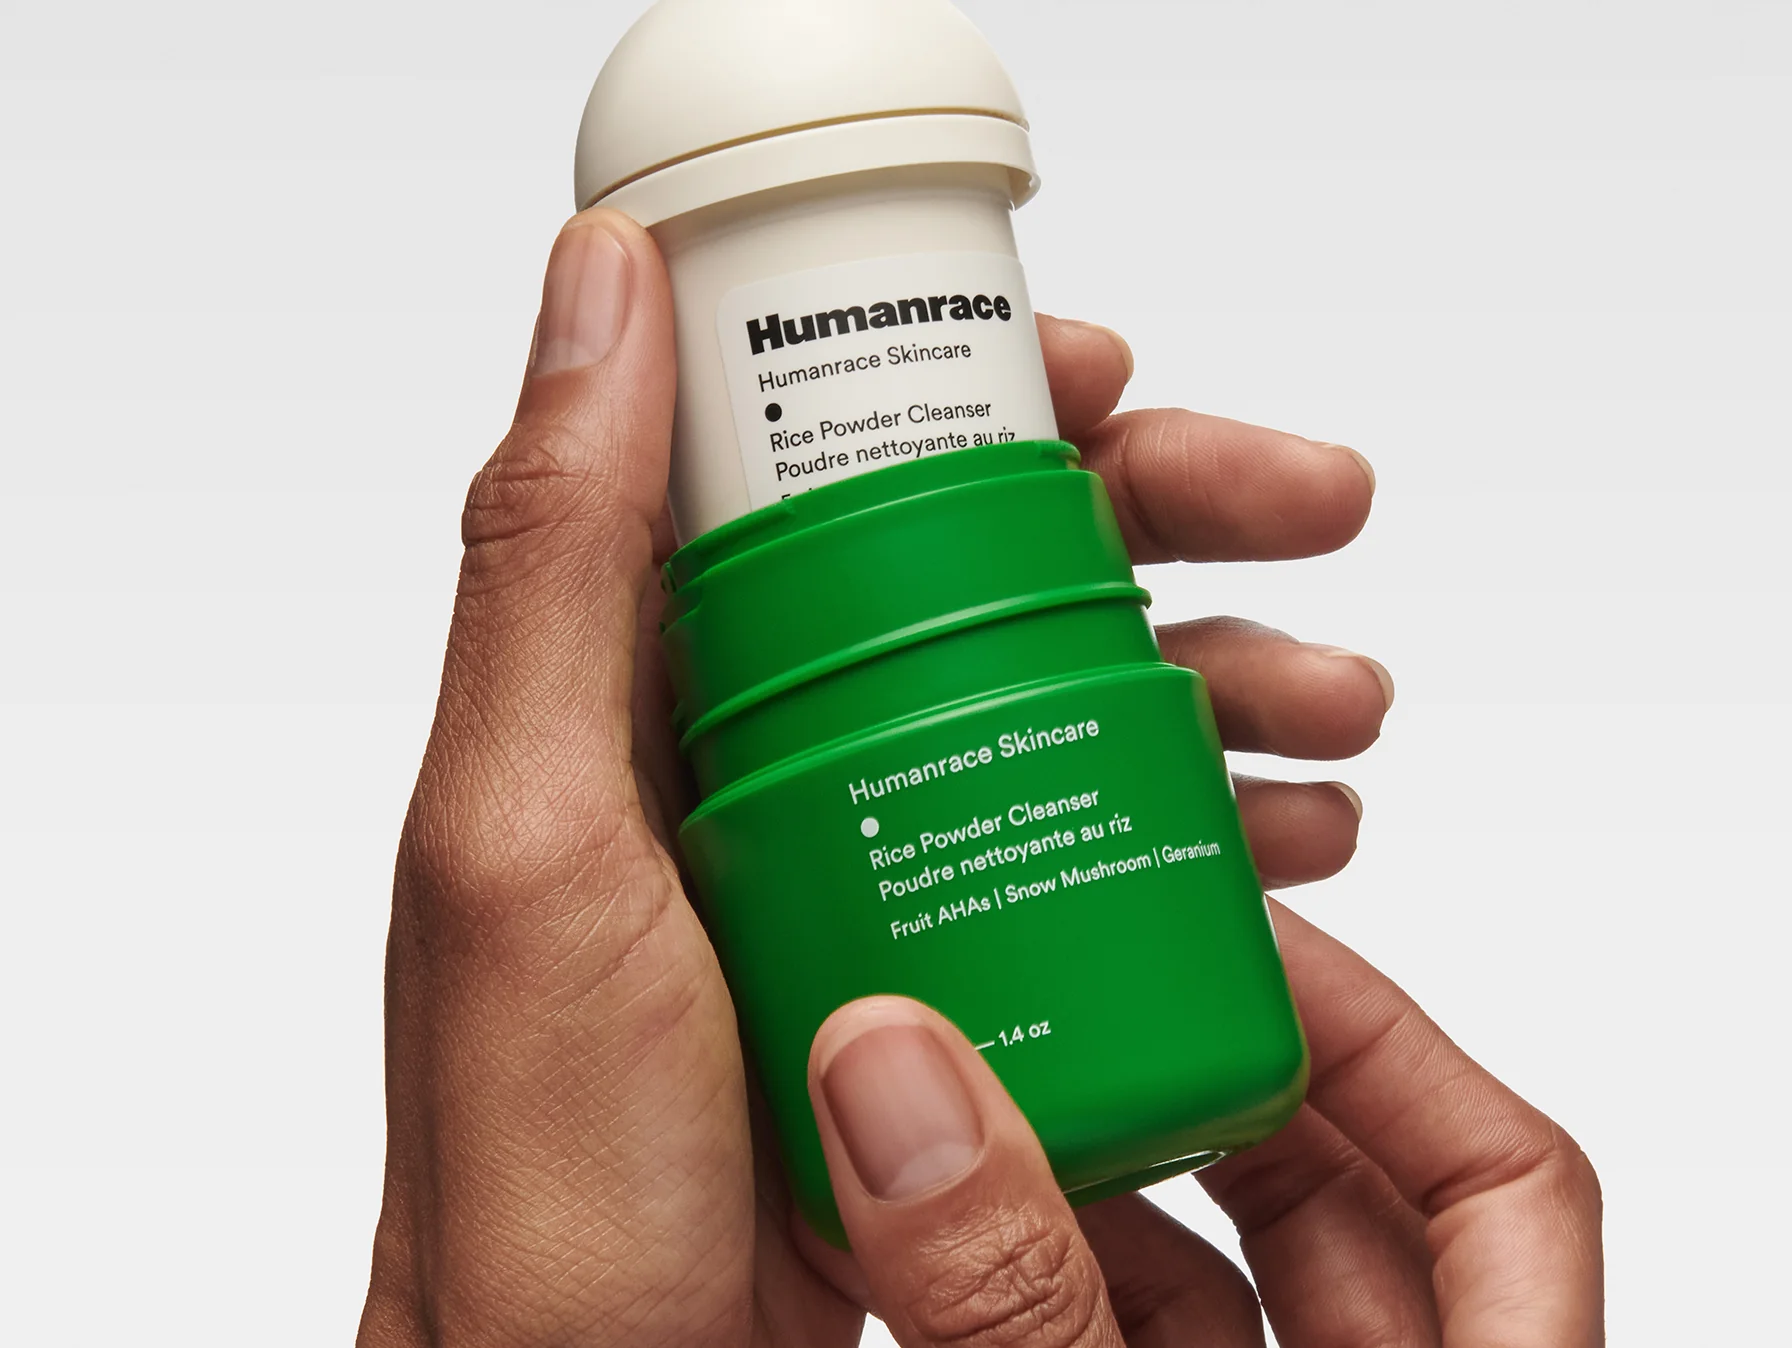 Humanrace
Humanrace Skincare
Rice Powder Cleanser
Poudre nettoyante au riz
Humanrace Skincare
Rice Powder Cleanser
Poudre nettoyante au riz
Fruit AHAs | Snow Mushroom | Geranium
— 1.4 oz